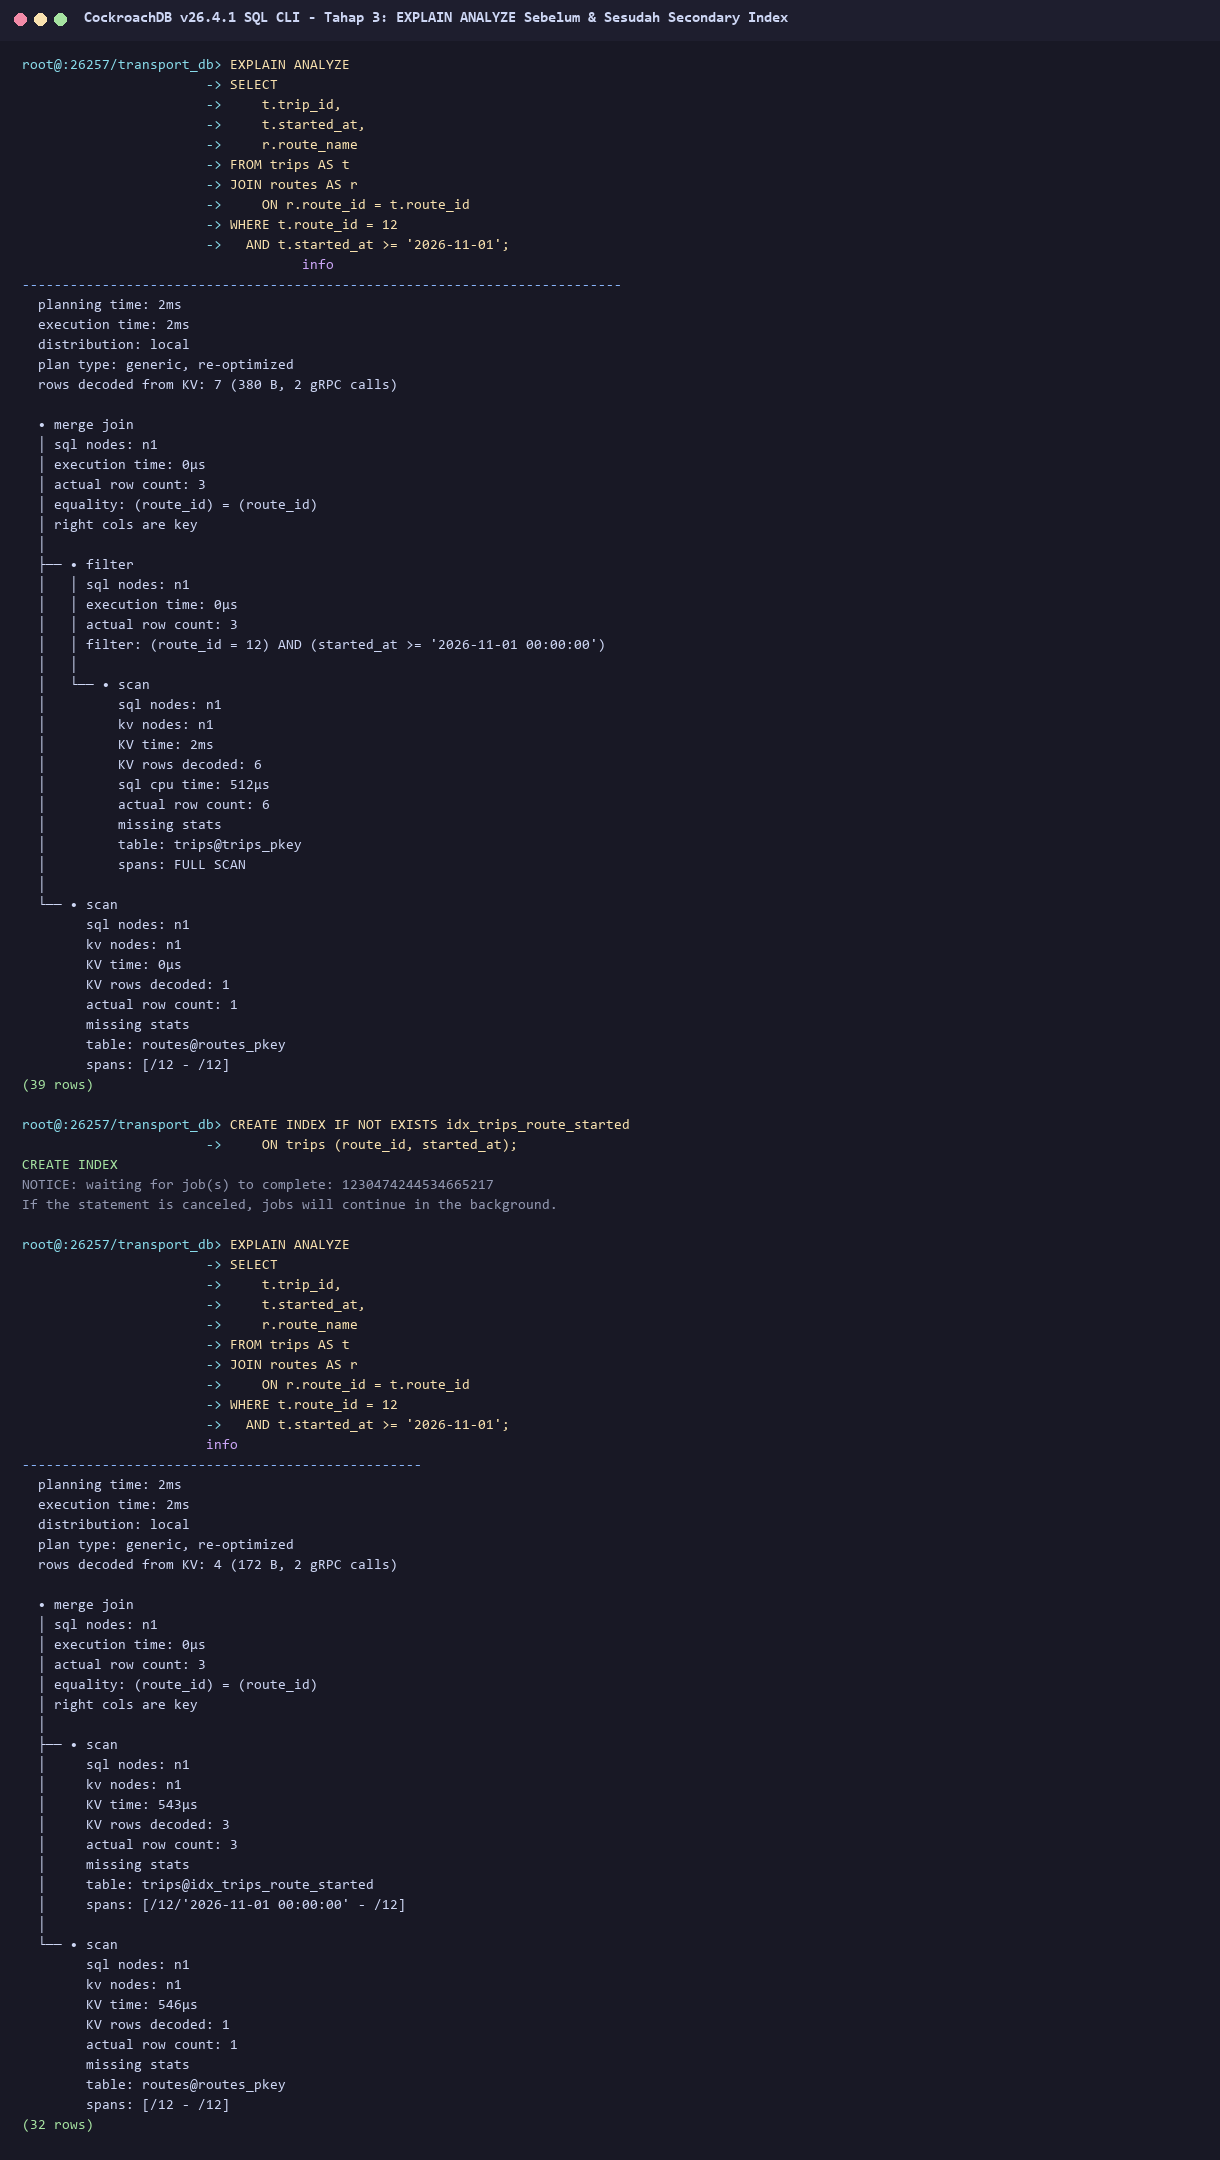 CockroachDB v26.4.1 SQL CLI - Tahap 3: EXPLAIN ANALYZE Sebelum & Sesudah Secondary Index
root@:26257/transport_db> EXPLAIN ANALYZE
                       -> SELECT
                       ->     t.trip_id,
                       ->     t.started_at,
                       ->     r.route_name
                       -> FROM trips AS t
                       -> JOIN routes AS r
                       ->     ON r.route_id = t.route_id
                       -> WHERE t.route_id = 12
                       ->   AND t.started_at >= '2026-11-01';
                                   info
---------------------------------------------------------------------------
  planning time: 2ms
  execution time: 2ms
  distribution: local
  plan type: generic, re-optimized
  rows decoded from KV: 7 (380 B, 2 gRPC calls)

  • merge join
  │ sql nodes: n1
  │ execution time: 0µs
  │ actual row count: 3
  │ equality: (route_id) = (route_id)
  │ right cols are key
  │
  ├── • filter
  │   │ sql nodes: n1
  │   │ execution time: 0µs
  │   │ actual row count: 3
  │   │ filter: (route_id = 12) AND (started_at >= '2026-11-01 00:00:00')
  │   │
  │   └── • scan
  │         sql nodes: n1
  │         kv nodes: n1
  │         KV time: 2ms
  │         KV rows decoded: 6
  │         sql cpu time: 512µs
  │         actual row count: 6
  │         missing stats
  │         table: trips@trips_pkey
  │         spans: FULL SCAN
  │
  └── • scan
        sql nodes: n1
        kv nodes: n1
        KV time: 0µs
        KV rows decoded: 1
        actual row count: 1
        missing stats
        table: routes@routes_pkey
        spans: [/12 - /12]
(39 rows)

root@:26257/transport_db> CREATE INDEX IF NOT EXISTS idx_trips_route_started
                       ->     ON trips (route_id, started_at);
CREATE INDEX
NOTICE: waiting for job(s) to complete: 1230474244534665217
If the statement is canceled, jobs will continue in the background.

root@:26257/transport_db> EXPLAIN ANALYZE
                       -> SELECT
                       ->     t.trip_id,
                       ->     t.started_at,
                       ->     r.route_name
                       -> FROM trips AS t
                       -> JOIN routes AS r
                       ->     ON r.route_id = t.route_id
                       -> WHERE t.route_id = 12
                       ->   AND t.started_at >= '2026-11-01';
                       info
--------------------------------------------------
  planning time: 2ms
  execution time: 2ms
  distribution: local
  plan type: generic, re-optimized
  rows decoded from KV: 4 (172 B, 2 gRPC calls)

  • merge join
  │ sql nodes: n1
  │ execution time: 0µs
  │ actual row count: 3
  │ equality: (route_id) = (route_id)
  │ right cols are key
  │
  ├── • scan
  │     sql nodes: n1
  │     kv nodes: n1
  │     KV time: 543µs
  │     KV rows decoded: 3
  │     actual row count: 3
  │     missing stats
  │     table: trips@idx_trips_route_started
  │     spans: [/12/'2026-11-01 00:00:00' - /12]
  │
  └── • scan
        sql nodes: n1
        kv nodes: n1
        KV time: 546µs
        KV rows decoded: 1
        actual row count: 1
        missing stats
        table: routes@routes_pkey
        spans: [/12 - /12]
(32 rows)